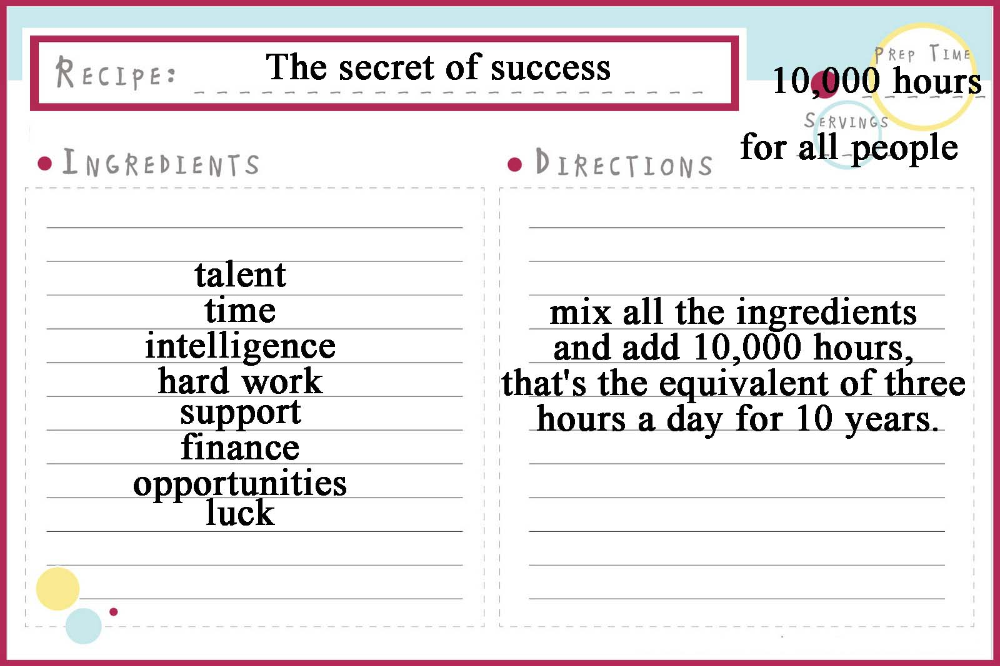 RECIPE: The secret of success
PREP TIME
10,000 hours
SERVINGS
for all people
INGREDIENTS
talent
time
intelligence
hard work
support
finance
opportunities
luck
DIRECTIONS
mix all the ingredients
and add 10,000 hours,
that's the equivalent of three
hours a day for 10 years.